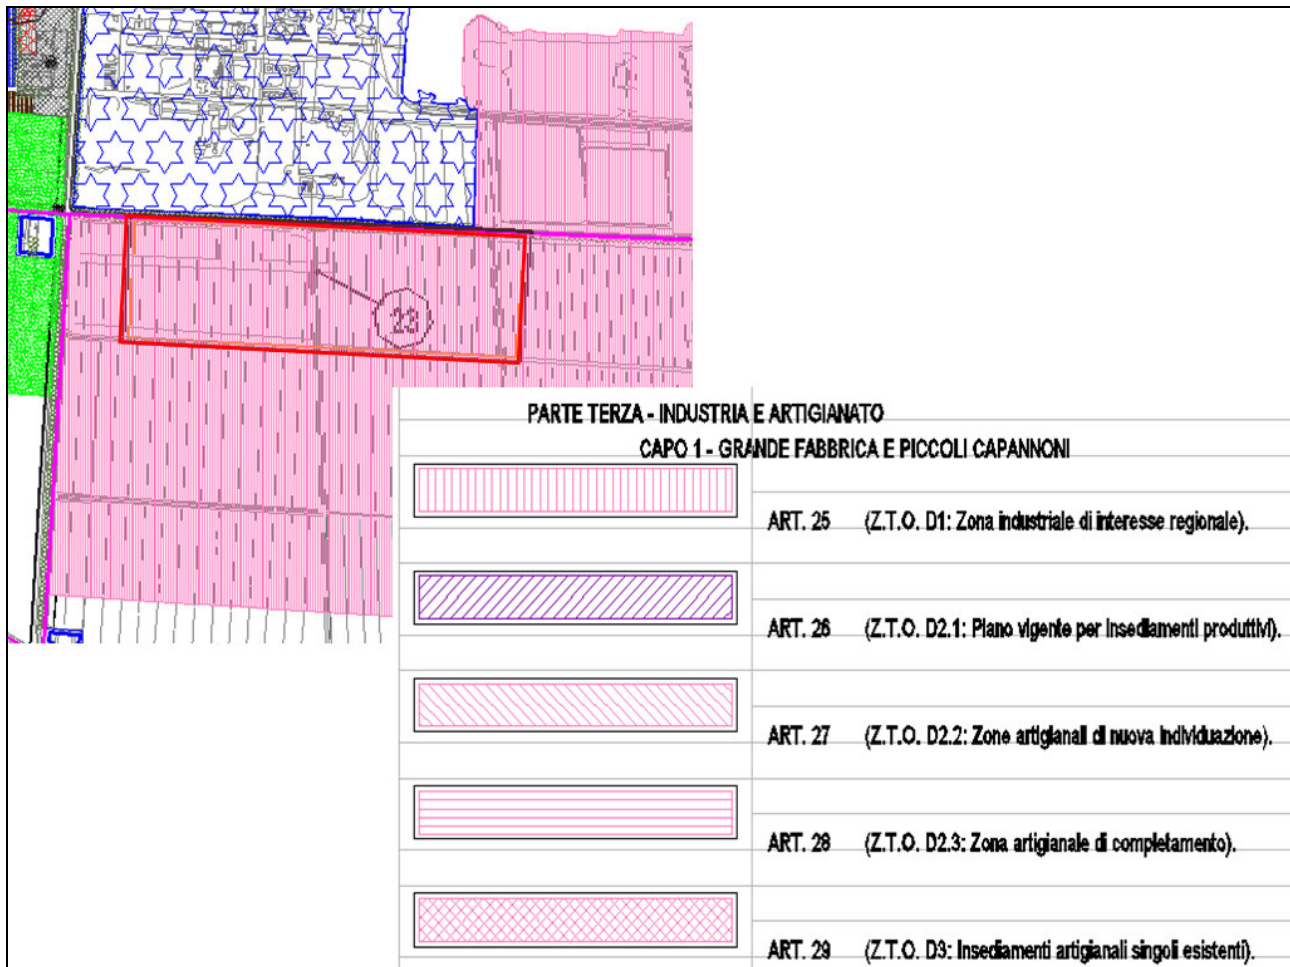 23
PARTE TERZA - INDUSTRIA E ARTIGIANATO
CAPO 1 - GRANDE FABBRICA E PICCOLI CAPANNONI
ART. 25 (Z.T.O. D1: Zona industriale di interesse regionale).
ART. 26 (Z.T.O. D2.1: Piano vigente per insediamenti produttivi).
ART. 27 (Z.T.O. D2.2: Zone artigianali di nuova individuazione).
ART. 28 (Z.T.O. D2.3: Zona artigianale di completamento).
ART. 29 (Z.T.O. D3: Insediamenti artigianali singoli esistenti).